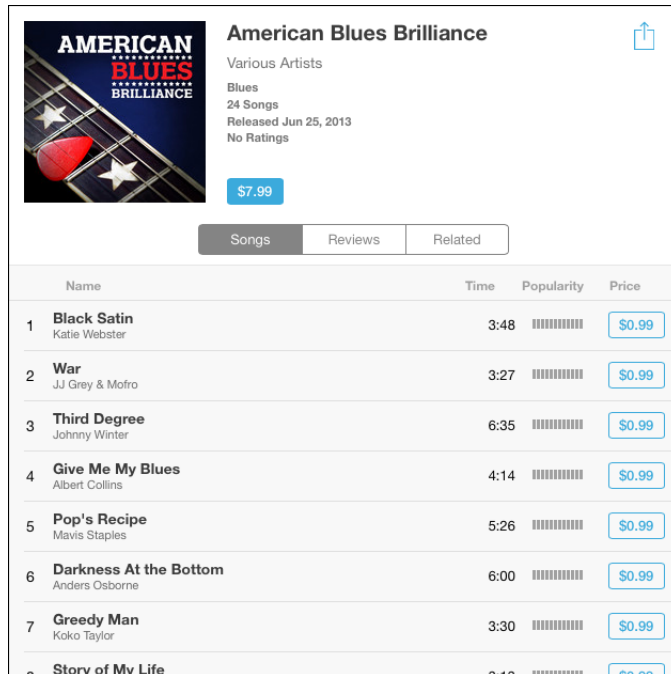 AMERICAN
BLUES
BRILLIANCE
American Blues Brilliance
Various Artists
Blues
24 Songs
Released Jun 25, 2013
No Ratings
$7.99
Songs Reviews Related
Name Time Popularity Price
1 Black Satin 3:48 $0.99
Katie Webster
2 War 3:27 $0.99
JJ Grey & Mofro
3 Third Degree 6:35 $0.99
Johnny Winter
4 Give Me My Blues 4:14 $0.99
Albert Collins
5 Pop's Recipe 5:26 $0.99
Mavis Staples
6 Darkness At the Bottom 6:00 $0.99
Anders Osborne
7 Greedy Man 3:30 $0.99
Koko Taylor
Story of My Life